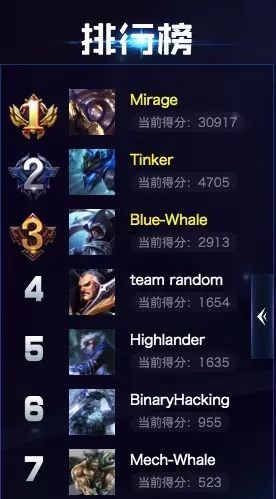 排行榜
1
Mirage
当前得分：30917
2
Tinker
当前得分：4705
3
Blue-Whale
当前得分：2913
4
team random
当前得分：1654
5
Highlander
当前得分：1635
6
BinaryHacking
当前得分：955
7
Mech-Whale
当前得分：523